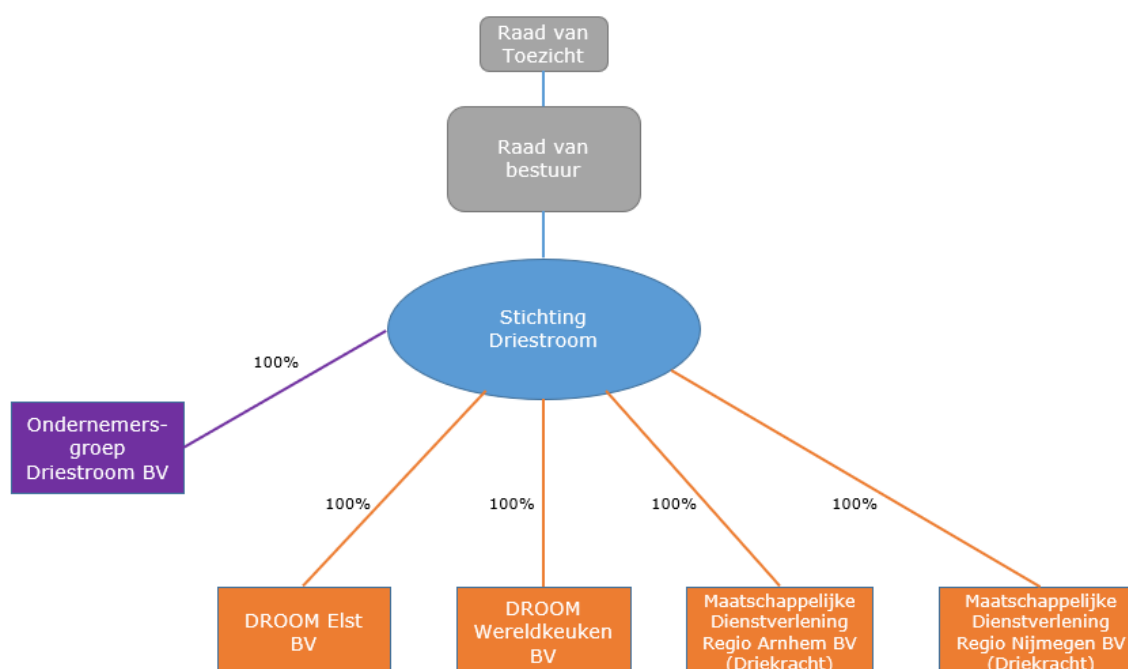 Raad van
Toezicht
Raad van
bestuur
Stichting
Driestroom
100%
Ondernemers-
groep
Driestroom BV
100%
100%
100%
100%
DROOM Elst
BV
DROOM
Wereldkeuken
BV
Maatschappelijke
Dienstverlening
Regio Arnhem BV
(Driekracht)
Maatschappelijke
Dienstverlening
Regio Nijmegen BV
(Driekracht)